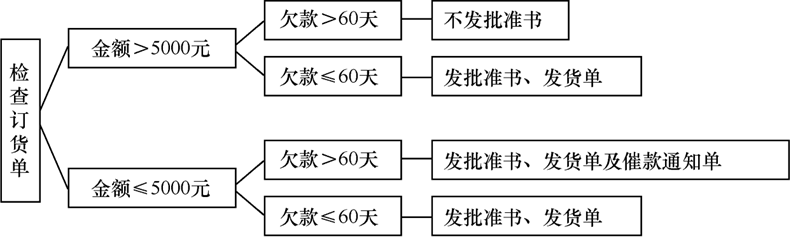 检查订货单
金额＞5000元
欠款＞60天
不发批准书
欠款≤60天
发批准书、发货单
金额≤5000元
欠款＞60天
发批准书、发货单及催款通知单
欠款≤60天
发批准书、发货单